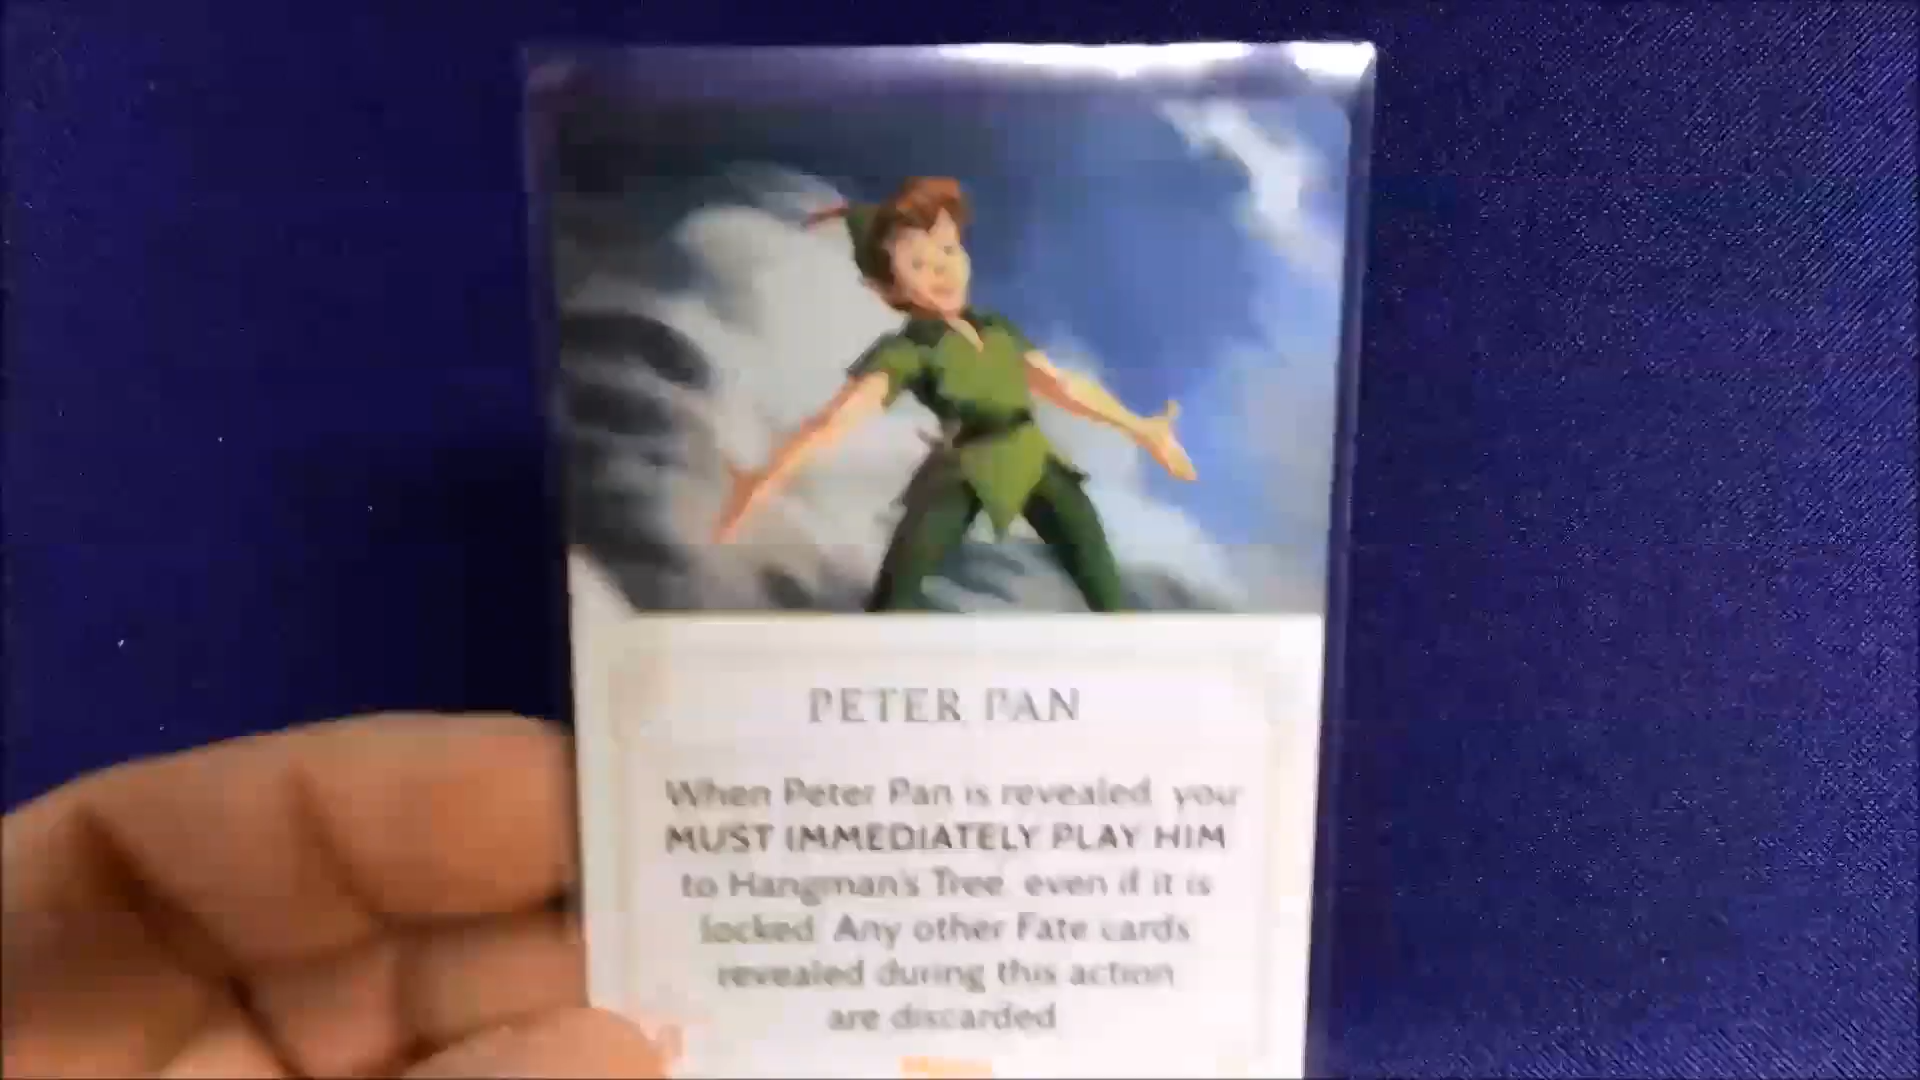 PETER PAN
When Peter Pan is revealed, you
MUST IMMEDIATELY PLAY HIM
to Hangman's Tree, even if it is
locked. Any other Fate cards
revealed during this action
are discarded.